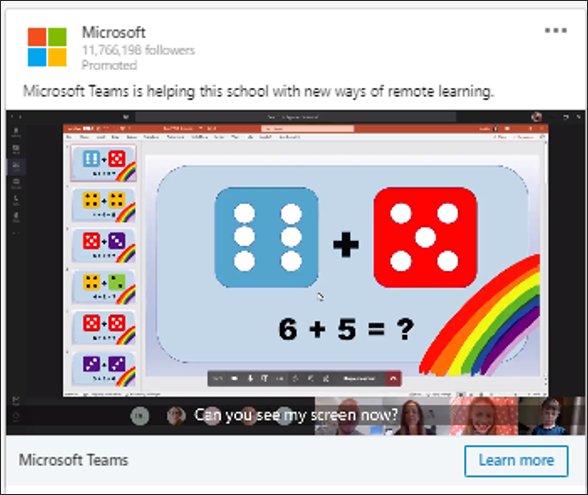 Microsoft
11,766,198 followers
Promoted
Microsoft Teams is helping this school with new ways of remote learning.
6 + 5 = ?
Can you see my screen now?
Microsoft Teams
Learn more